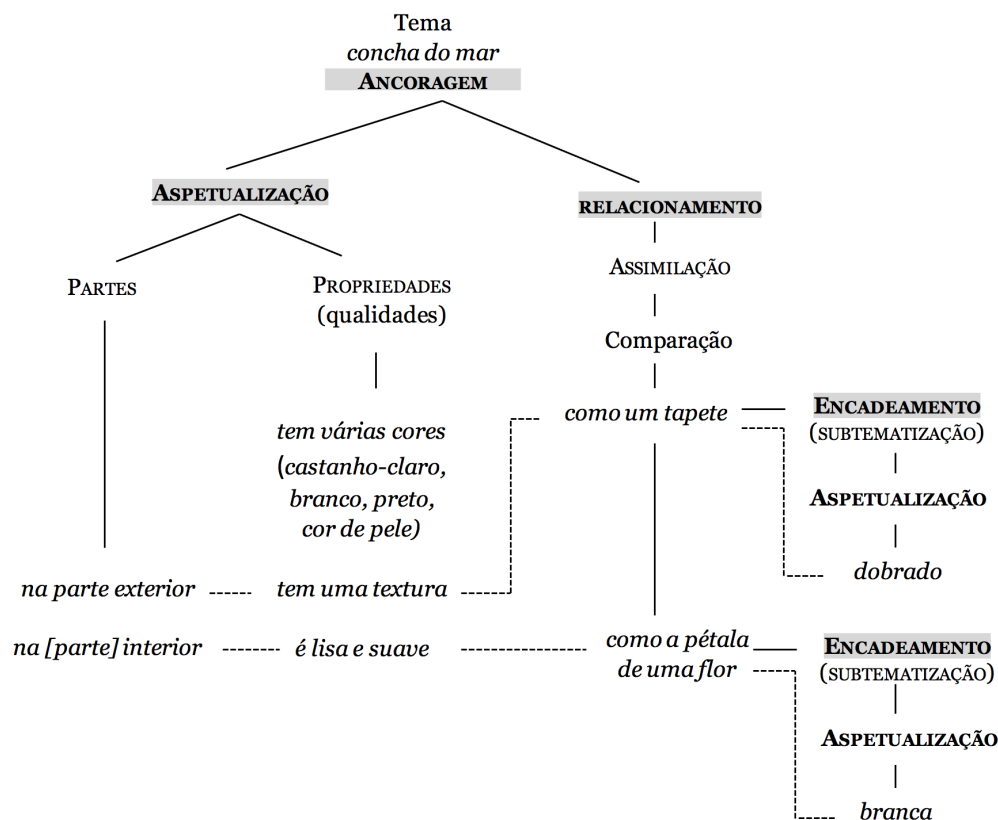 Tema
concha do mar
ANCORAGEM
ASPETUALIZAÇÃO
RELACIONAMENTO
PARTES
PROPRIEDADES
(qualidades)
ASSIMILAÇÃO
Comparação
tem várias cores
(castanho-claro,
branco, preto,
cor de pele)
como um tapete
ENCADEAMENTO
(SUBTEMATIZAÇÃO)
ASPETUALIZAÇÃO
dobrado
na parte exterior
tem uma textura
na [parte] interior
é lisa e suave
como a pétala
de uma flor
ENCADEAMENTO
(SUBTEMATIZAÇÃO)
ASPETUALIZAÇÃO
branca